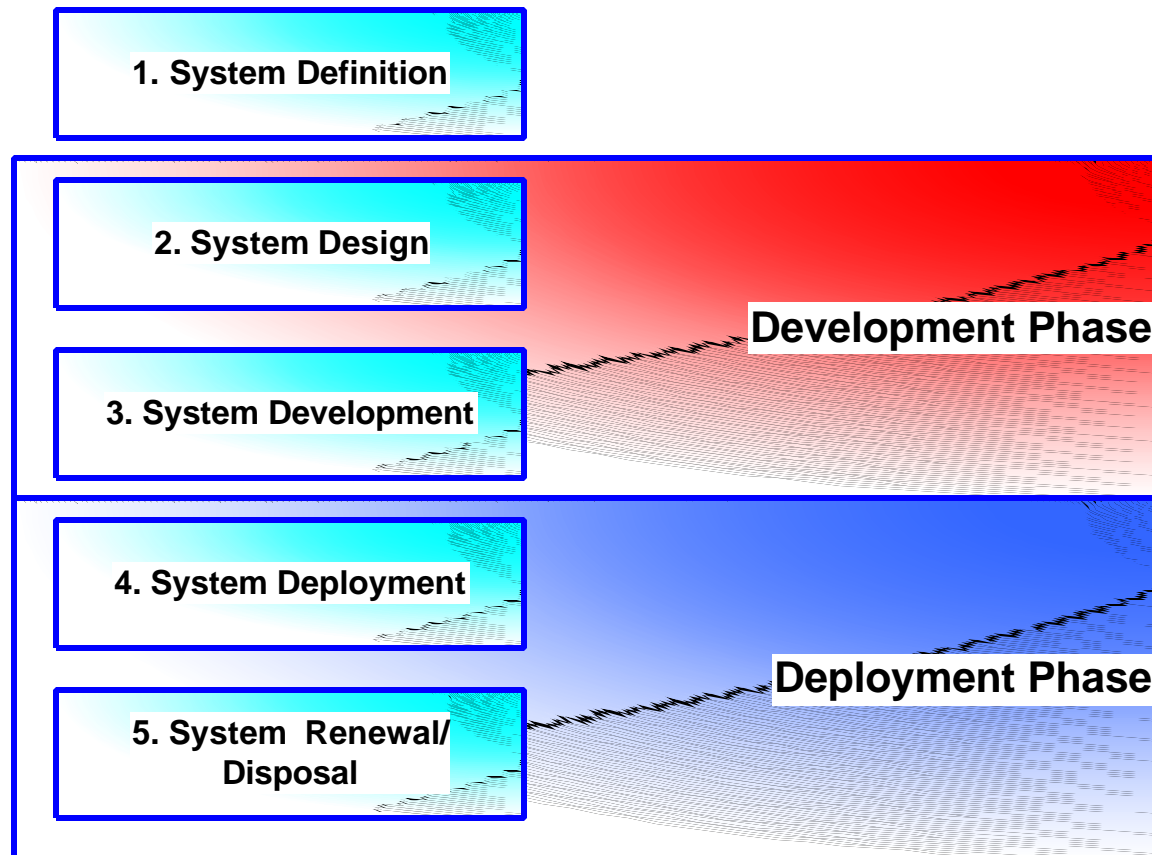 1. System Definition
2. System Design
Development Phase
3. System Development
4. System Deployment
Deployment Phase
5. System Renewal/
Disposal